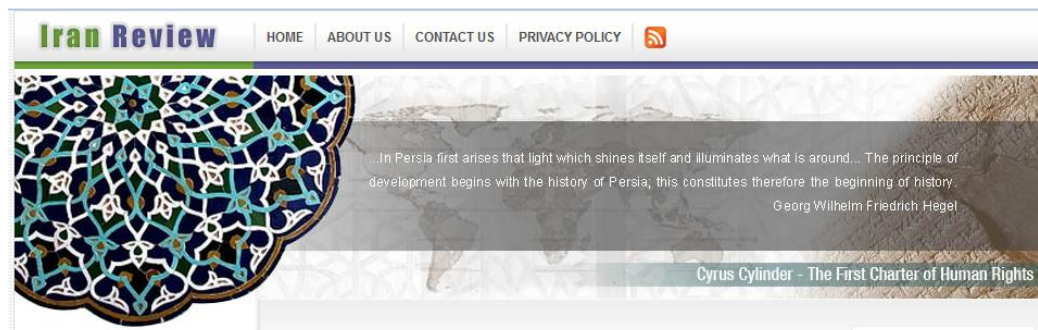 Iran Review
HOME ABOUT US CONTACT US PRIVACY POLICY
...In Persia first arises that light which shines itself and illuminates what is around... The principle of
development begins with the history of Persia; this constitutes therefore the beginning of history.
Georg Wilhelm Friedrich Hegel
Cyrus Cylinder - The First Charter of Human Rights